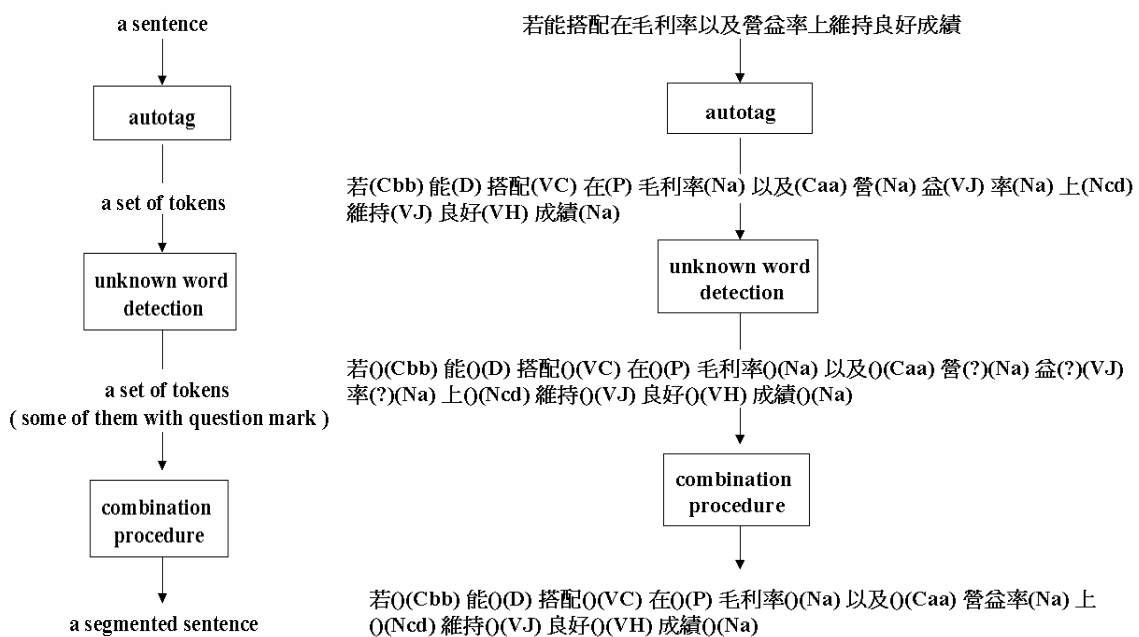 a sentence
autotag
a set of tokens
unknown word
detection
a set of tokens
( some of them with question mark )
combination
procedure
a segmented sentence
若能搭配在毛利率以及營益率上維持良好成績
autotag
若(Cbb) 能(D) 搭配(VC) 在(P) 毛利率(Na) 以及(Caa) 營(Na) 益(VJ) 率(Na) 上(Ncd)
維持(VJ) 良好(VH) 成績(Na)
unknown word
detection
若()(Cbb) 能()(D) 搭配()(VC) 在()(P) 毛利率()(Na) 以及()(Caa) 營(?)(Na) 益(?)(VJ)
率(?)(Na) 上()(Ncd) 維持()(VJ) 良好()(VH) 成績()(Na)
combination
procedure
若()(Cbb) 能()(D) 搭配()(VC) 在()(P) 毛利率()(Na) 以及()(Caa) 營益率(Na) 上
()(Ncd) 維持()(VJ) 良好()(VH) 成績()(Na)